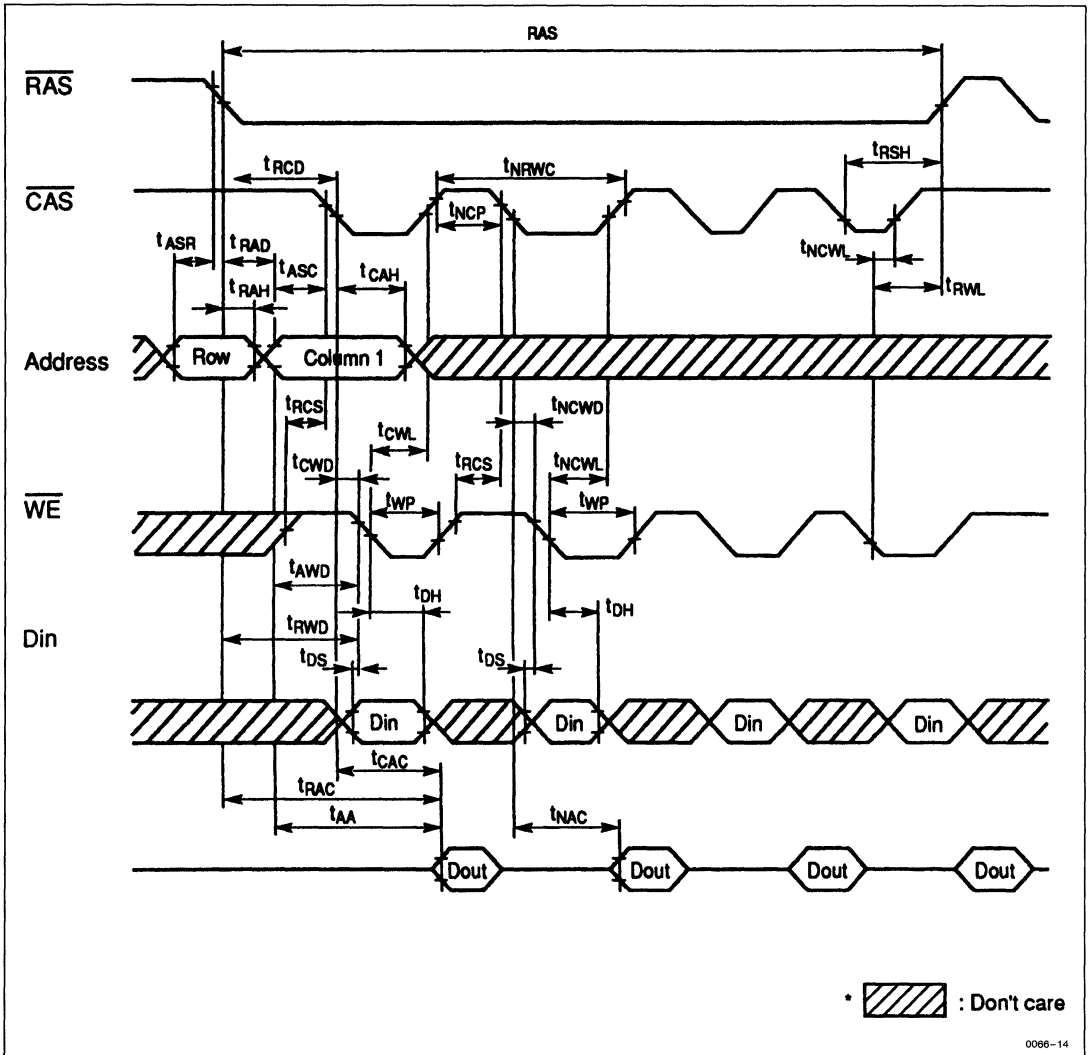 RAS
RAS
tRCD
tNRWC
tRSH
CAS
tNCP
tASR
tRAD
tASC
tCAH
tNCWL
tRAH
tRWL
Address
Row
Column 1
tRCS
tNCWD
tCWL
tCWD
tRCS
tNCWL
WE
tWP
tWP
tAWD
tDH
tDH
Din
tRWD
tDS
tDS
Din
Din
Din
Din
tCAC
tRAC
tAA
tNAC
Dout
Dout
Dout
Dout
* : Don't care
0066-14